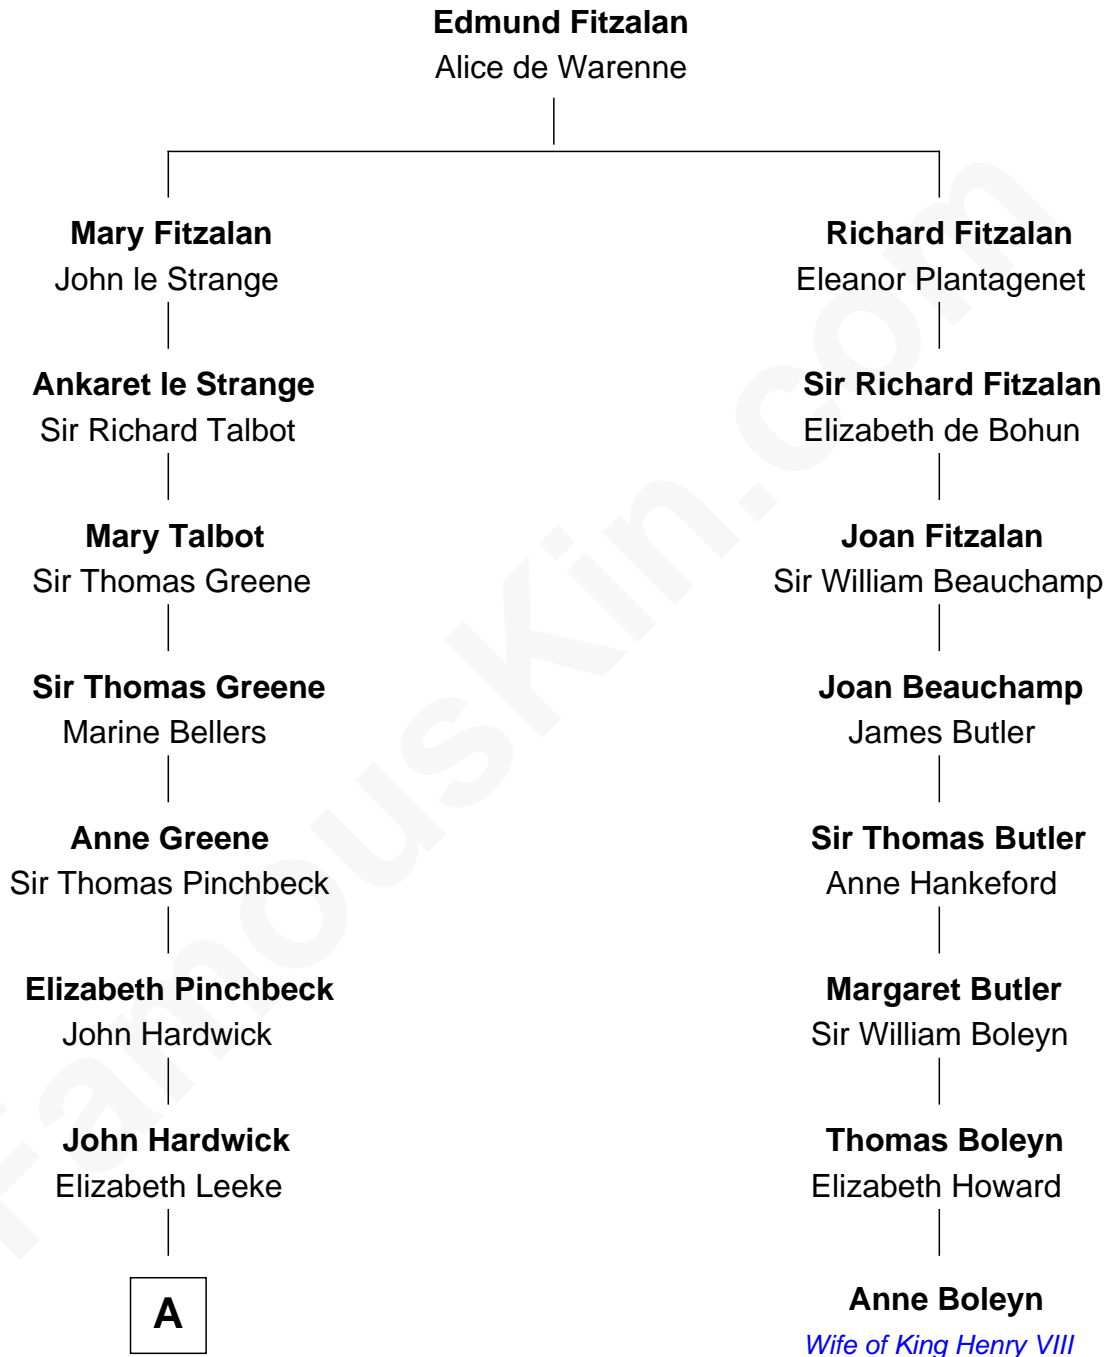 Edmund Fitzalan
Alice de Warenne
Mary Fitzalan
John le Strange
Ankaret le Strange
Sir Richard Talbot
Mary Talbot
Sir Thomas Greene
Sir Thomas Greene
Marine Bellers
Anne Greene
Sir Thomas Pinchbeck
Elizabeth Pinchbeck
John Hardwick
John Hardwick
Elizabeth Leeke
A
Richard Fitzalan
Eleanor Plantagenet
Sir Richard Fitzalan
Elizabeth de Bohun
Joan Fitzalan
Sir William Beauchamp
Joan Beauchamp
James Butler
Sir Thomas Butler
Anne Hankeford
Margaret Butler
Sir William Boleyn
Thomas Boleyn
Elizabeth Howard
Anne Boleyn
Wife of King Henry VIII
FamousKin.com